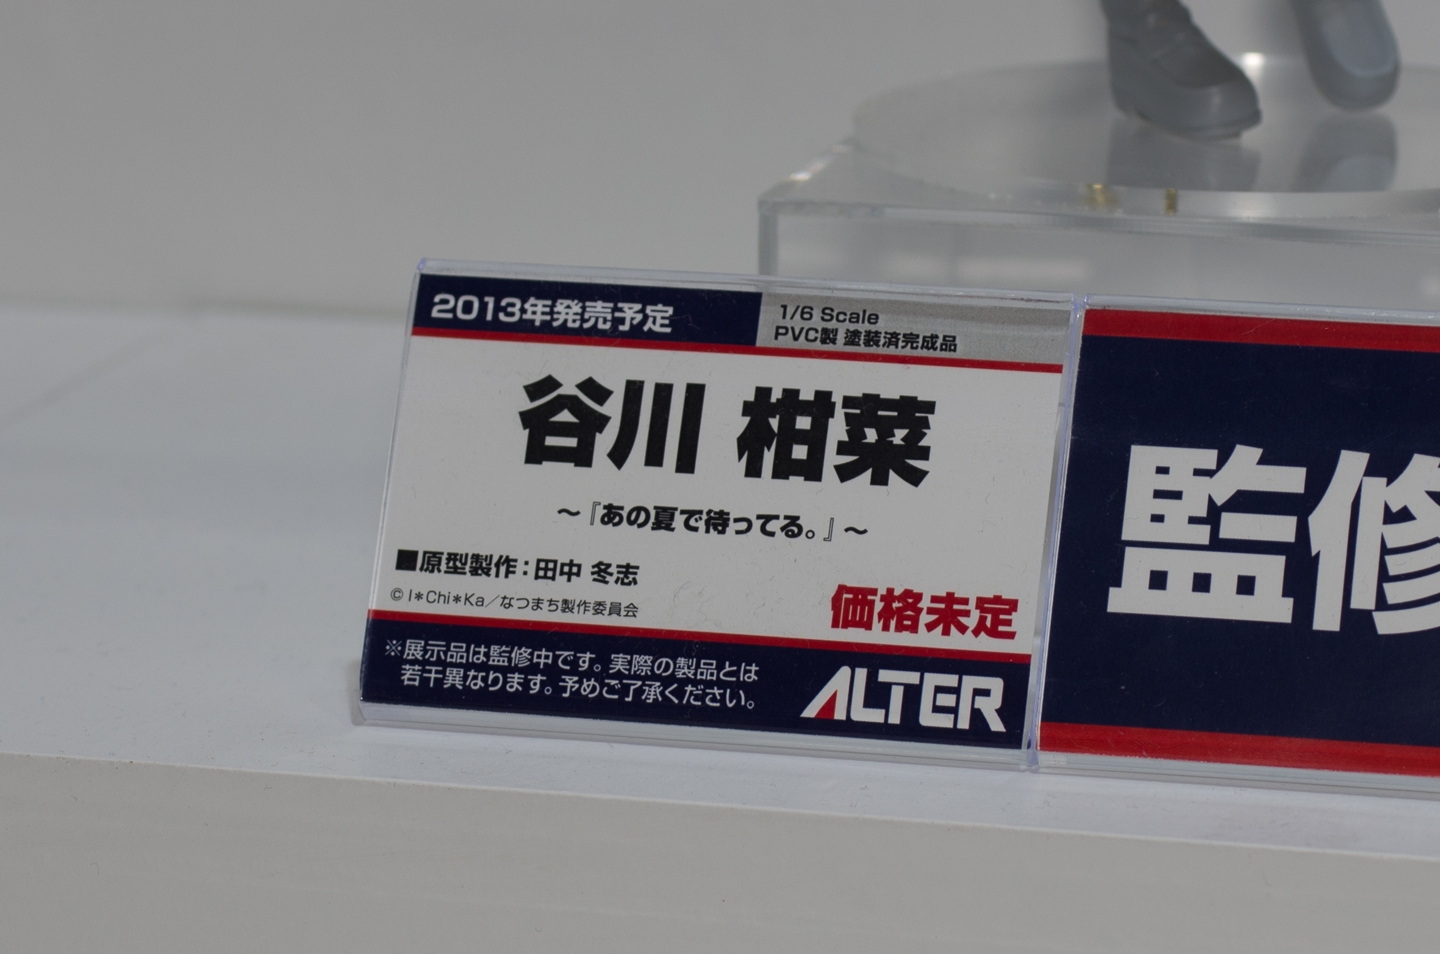 2013年発売予定
1/6 Scale
PVC製 塗装済完成品
谷川 柑菜
～『あの夏で待ってる。』～
■原型製作：田中 冬志
© I＊Chi＊Ka／なつまち製作委員会
価格未定
※展示品は監修中です。実際の製品とは
若干異なります。予めご了承ください。
ALTER
監修